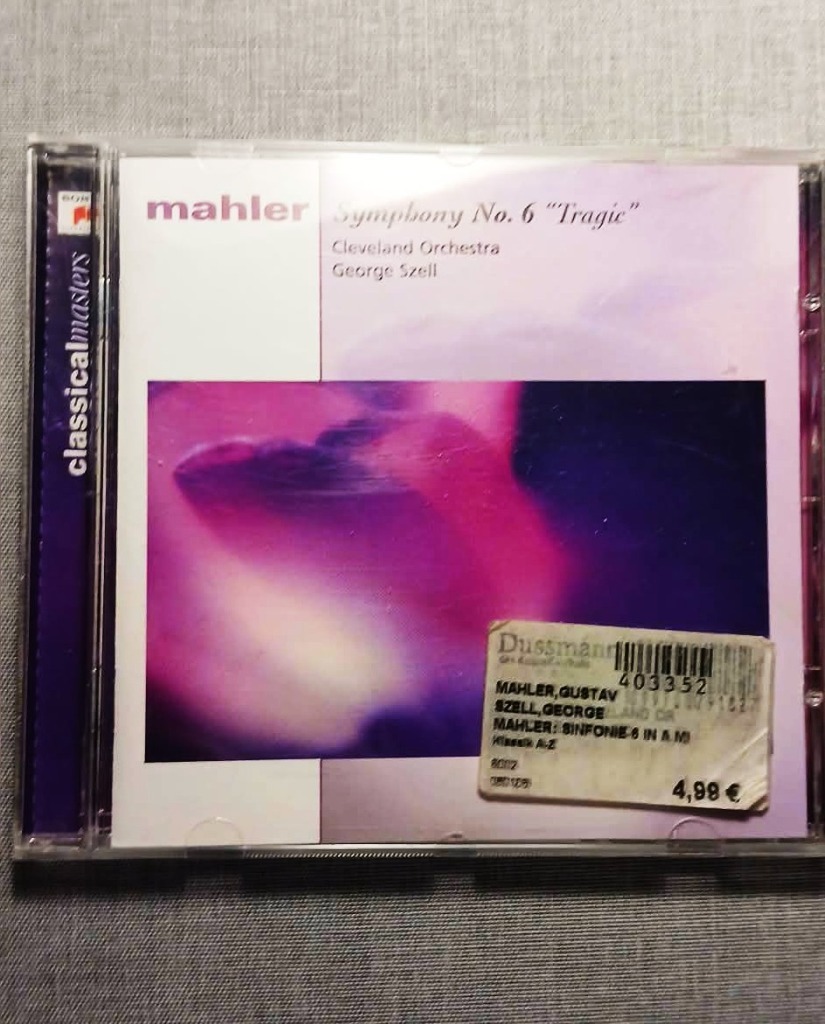 SONY
classicalmasters
mahler
Symphony No. 6 "Tragic"
Cleveland Orchestra
George Szell
Dussmann
403352
MAHLER,GUSTAV
SZELL,GEORGE
MAHLER: SINFONIE 6 IN A MI
Klassik A-Z
4,99 €